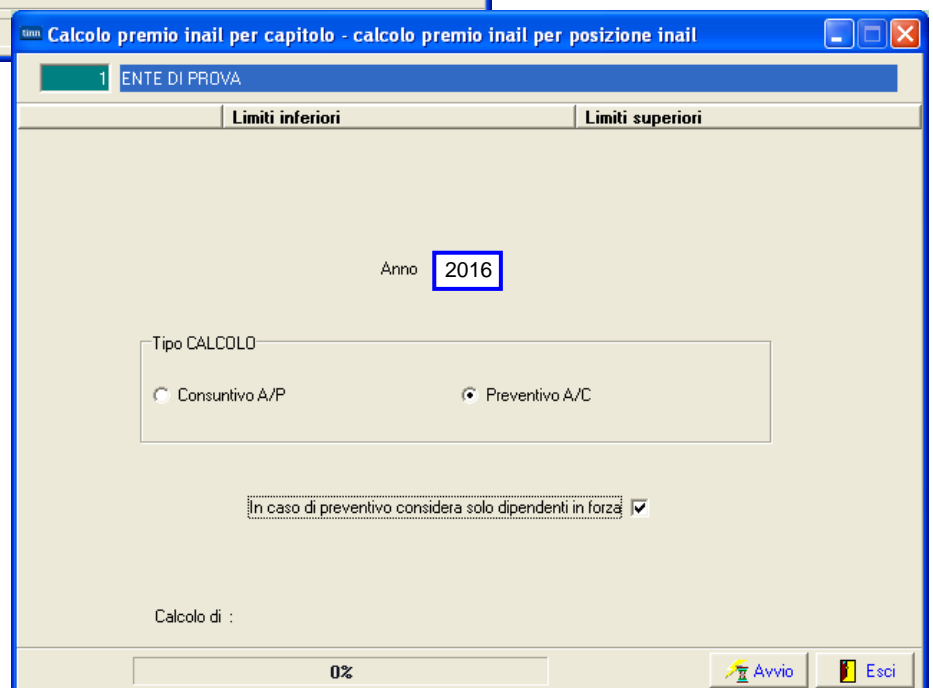 tinn Calcolo premio inail per capitolo - calcolo premio inail per posizione inail
1 ENTE DI PROVA
Limiti inferiori Limiti superiori
Anno 2016
Tipo CALCOLO
Consuntivo A/P Preventivo A/C
In caso di preventivo considera solo dipendenti in forza
Calcolo di :
0% Avvio Esci